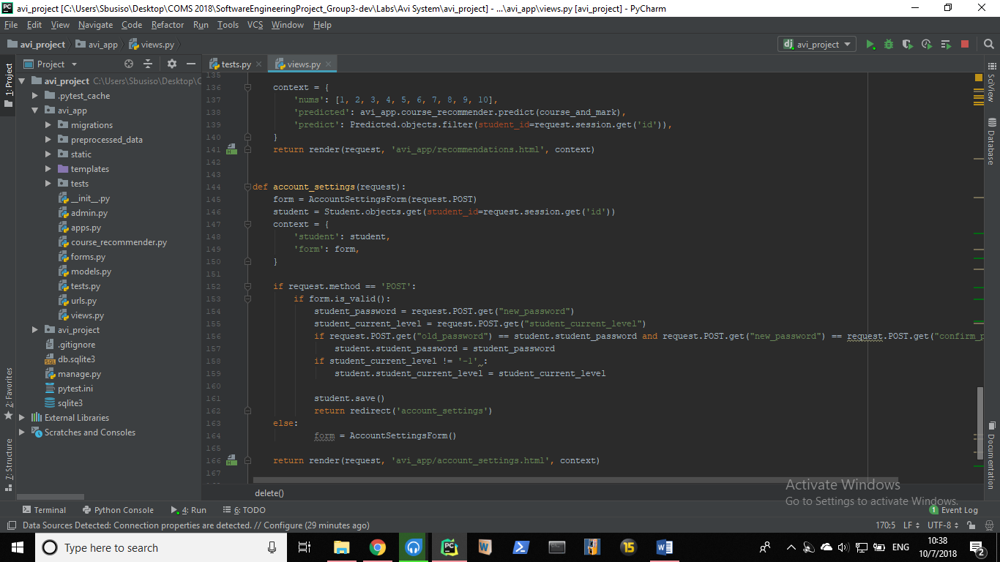 avi_project [C:\Users\Sbusiso\Desktop\COMS 2018\SoftwareEngineeringProject_Group3-dev\Labs\Avi System\avi_project] - ...\avi_app\views.py [avi_project] - PyCharm
File Edit View Navigate Code Refactor Run Tools VCS Window Help
avi_project avi_app views.py
avi_project
1: Project
Project
tests.py
views.py
avi_project C:\Users\Sbusiso\Desktop\C
.pytest_cache
avi_app
migrations
preprocessed_data
static
templates
tests
__init__.py
admin.py
apps.py
course_recommender.py
forms.py
models.py
tests.py
urls.py
views.py
avi_project
.gitignore
db.sqlite3
manage.py
pytest.ini
sqlite3
External Libraries
Scratches and Consoles
2: Favorites
7: Structure
135
136 context = {
137 'nums': [1, 2, 3, 4, 5, 6, 7, 8, 9, 10],
138 'predicted': avi_app.course_recommender.predict(course_and_mark),
139 'predict': Predicted.objects.filter(student_id=request.session.get('id')),
140 }
141 return render(request, 'avi_app/recommendations.html', context)
142
143
144 def account_settings(request):
145 form = AccountSettingsForm(request.POST)
146 student = Student.objects.get(student_id=request.session.get('id'))
147 context = {
148 'student': student,
149 'form': form,
150 }
151
152 if request.method == 'POST':
153 if form.is_valid():
154 student_password = request.POST.get("new_password")
155 student_current_level = request.POST.get("student_current_level")
156 if request.POST.get("old_password") == student.student_password and request.POST.get("new_password") == request.POST.get("confirm_p
157 student.student_password = student_password
158 if student_current_level != '-1' :
159 student.student_current_level = student_current_level
160
161 student.save()
162 return redirect('account_settings')
163 else:
164 form = AccountSettingsForm()
165
166 return render(request, 'avi_app/account_settings.html', context)
167
delete()
SciView
Database
Documentation
Activate Windows
Go to Settings to activate Windows.
Terminal Python Console 4: Run 6: TODO
1 Event Log
Data Sources Detected: Connection properties are detected. // Configure (29 minutes ago)
170:5 LF UTF-8
Type here to search
15
ENG
10:38
10/7/2018
2